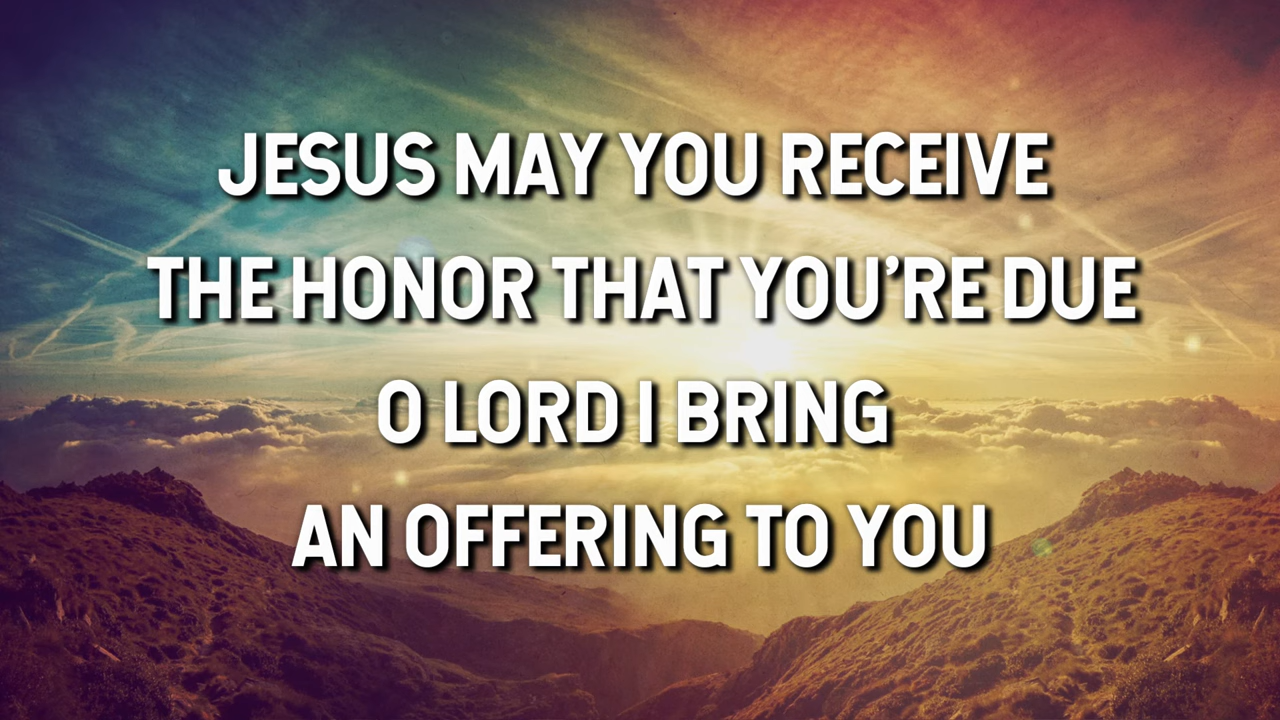 JESUS MAY YOU RECEIVE
THE HONOR THAT YOU’RE DUE
O LORD I BRING
AN OFFERING TO YOU